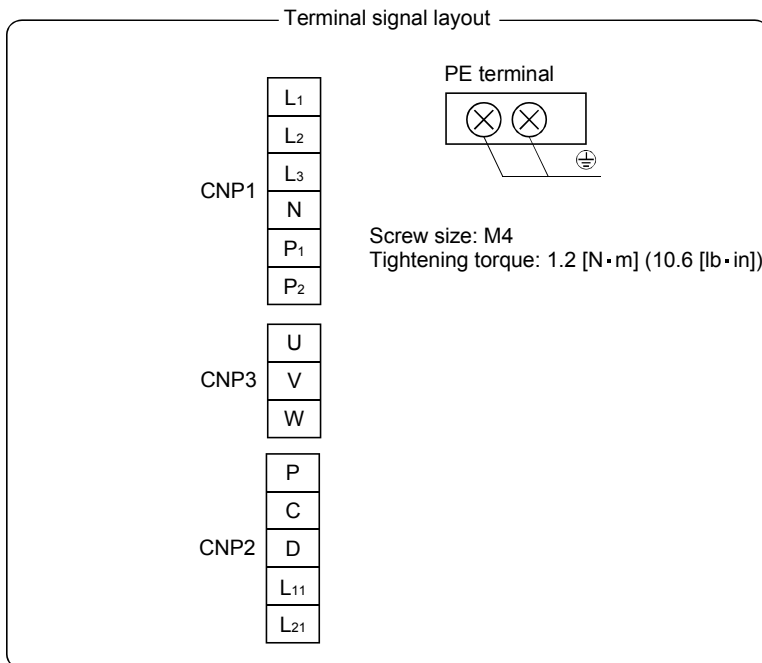 Terminal signal layout
PE terminal
CNP1
L1
L2
L3
N
P1
P2
Screw size: M4
Tightening torque: 1.2 [N·m] (10.6 [lb·in])
CNP3
U
V
W
CNP2
P
C
D
L11
L21